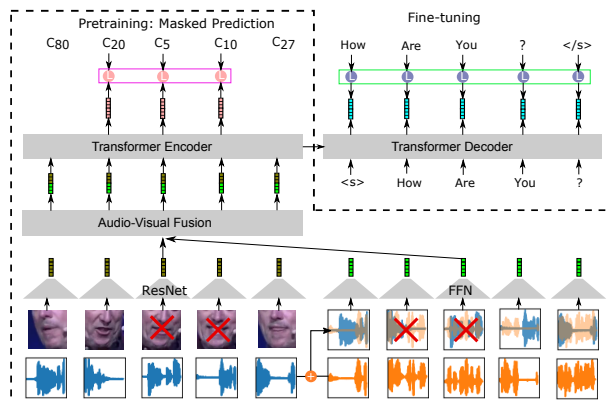 Pretraining: Masked Prediction
Fine-tuning
C80 C20 C5 C10 C27
How Are You ? </s>
L L L L L L L L
Transformer Encoder
Transformer Decoder
<s> How Are You ?
Audio-Visual Fusion
ResNet
FFN